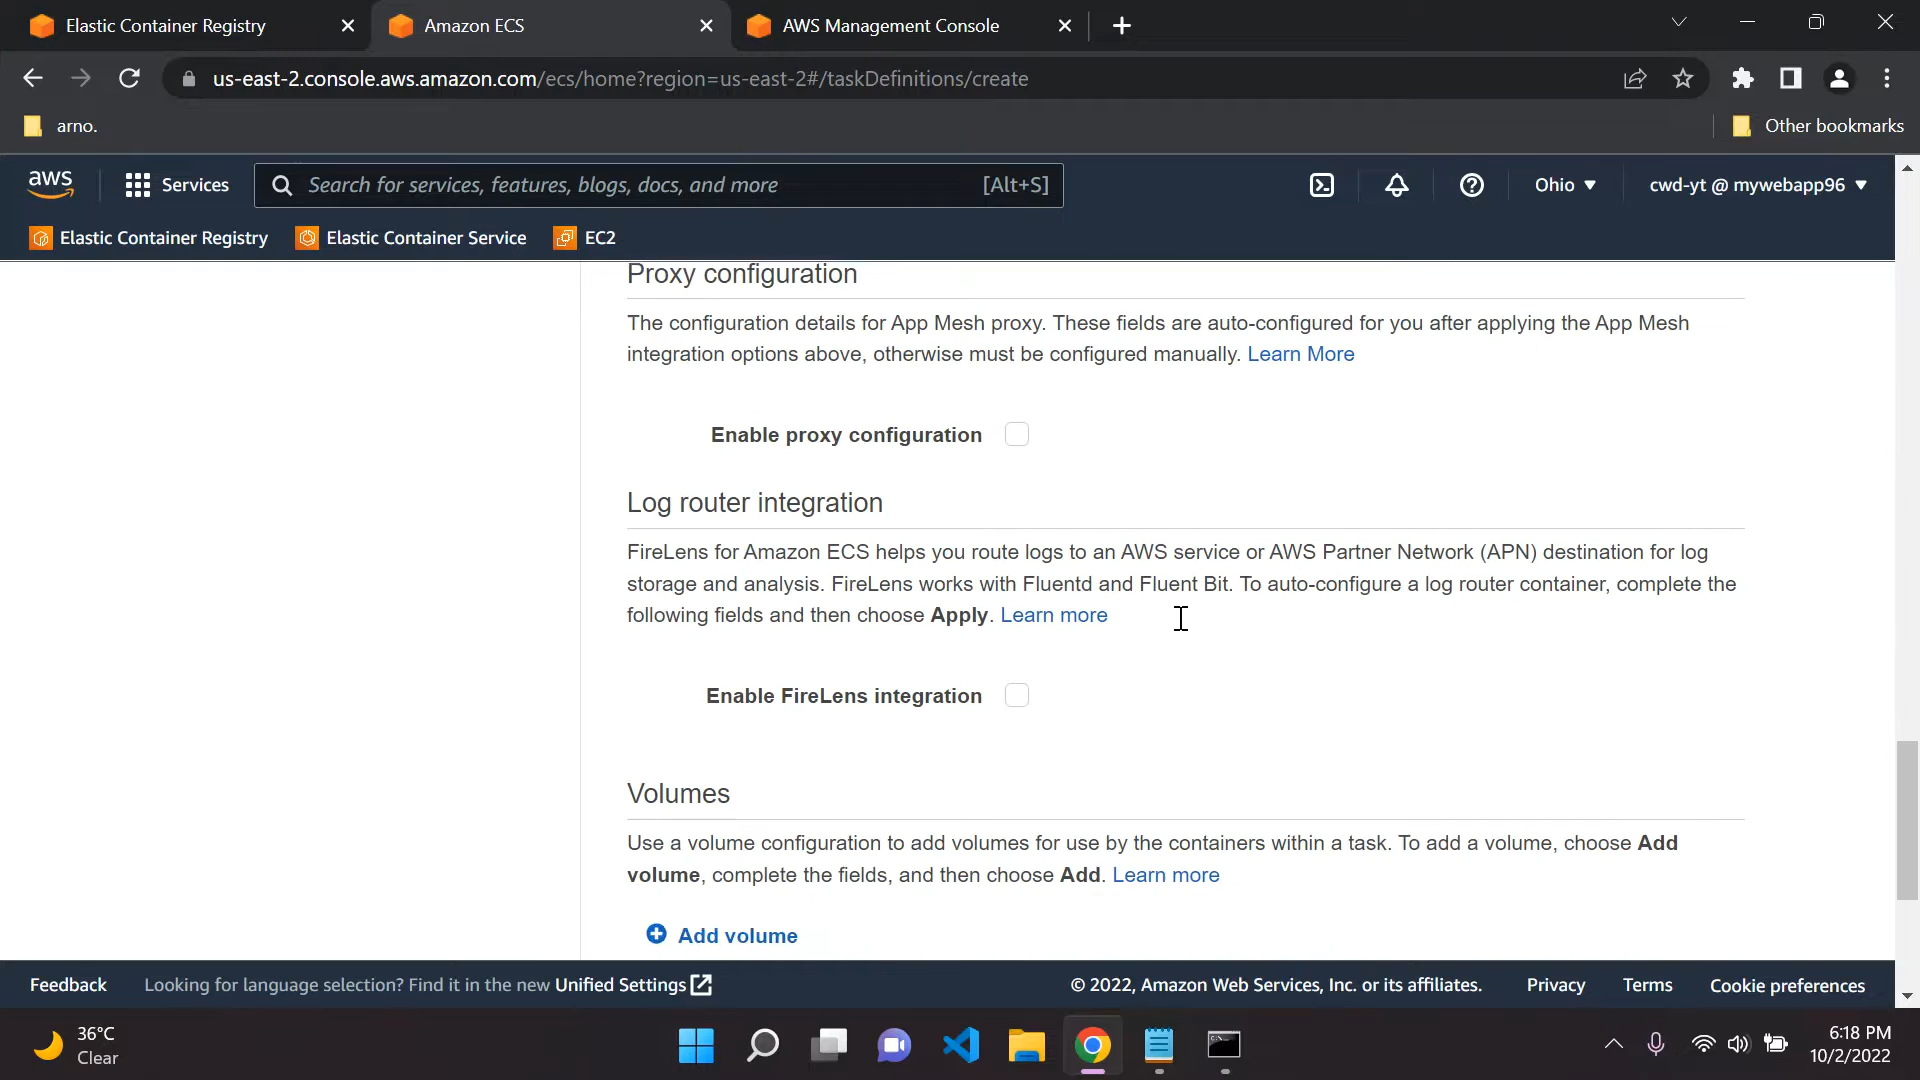 Elastic Container Registry
Amazon ECS
AWS Management Console
us-east-2.console.aws.amazon.com/ecs/home?region=us-east-2#/taskDefinitions/create
arno.
Other bookmarks
aws
Services
Search for services, features, blogs, docs, and more
[Alt+S]
Ohio
cwd-yt @ mywebapp96
Elastic Container Registry
Elastic Container Service
EC2
Proxy configuration
The configuration details for App Mesh proxy. These fields are auto-configured for you after applying the App Mesh
integration options above, otherwise must be configured manually. Learn More
Enable proxy configuration
Log router integration
FireLens for Amazon ECS helps you route logs to an AWS service or AWS Partner Network (APN) destination for log
storage and analysis. FireLens works with Fluentd and Fluent Bit. To auto-configure a log router container, complete the
following fields and then choose Apply. Learn more
Enable FireLens integration
Volumes
Use a volume configuration to add volumes for use by the containers within a task. To add a volume, choose Add
volume, complete the fields, and then choose Add. Learn more
Add volume
Feedback
Looking for language selection? Find it in the new Unified Settings
© 2022, Amazon Web Services, Inc. or its affiliates.
Privacy
Terms
Cookie preferences
36°C
Clear
6:18 PM
10/2/2022